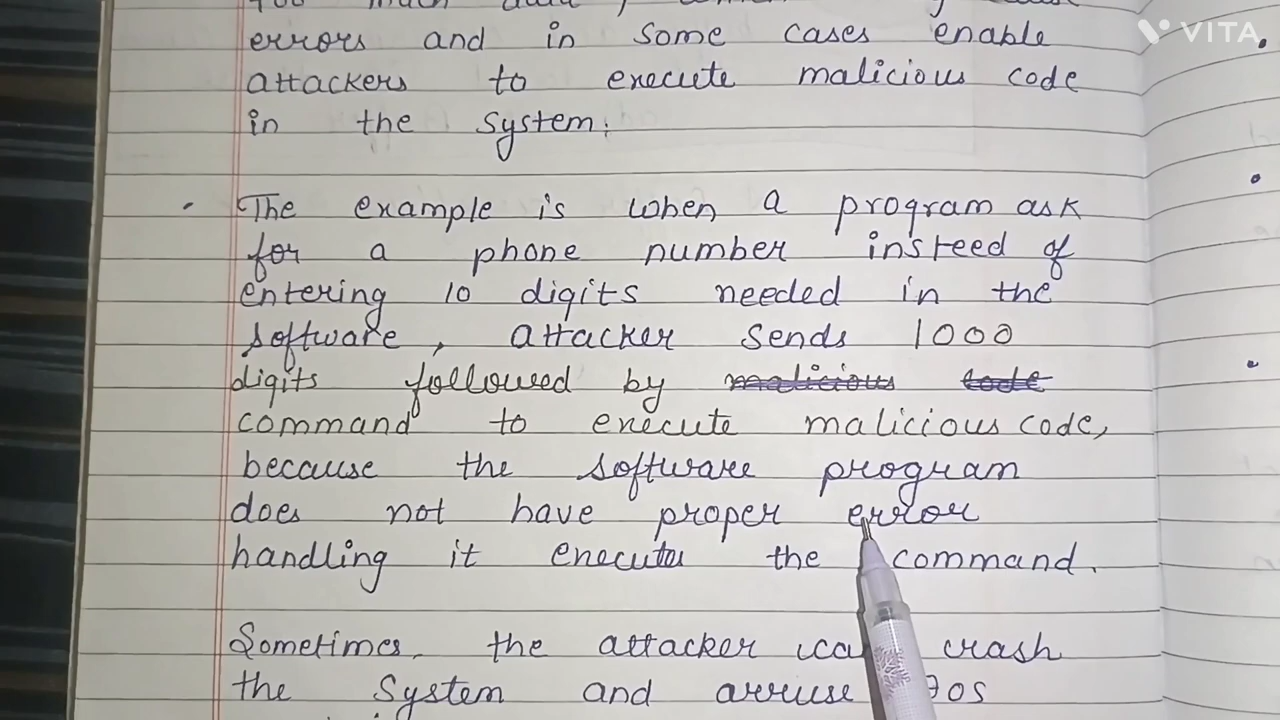 errors and in some cases enable
VITA
attackers to execute malicious code
in the system.
The example is when a program ask
for a phone number insteed of
entering 10 digits needed in the
software, attacker sends 1000
digits followed by malicious code
command to execute malicious code,
because the software program
does not have proper error
handling it executes the command.
Sometimes the attacker crash
the system and